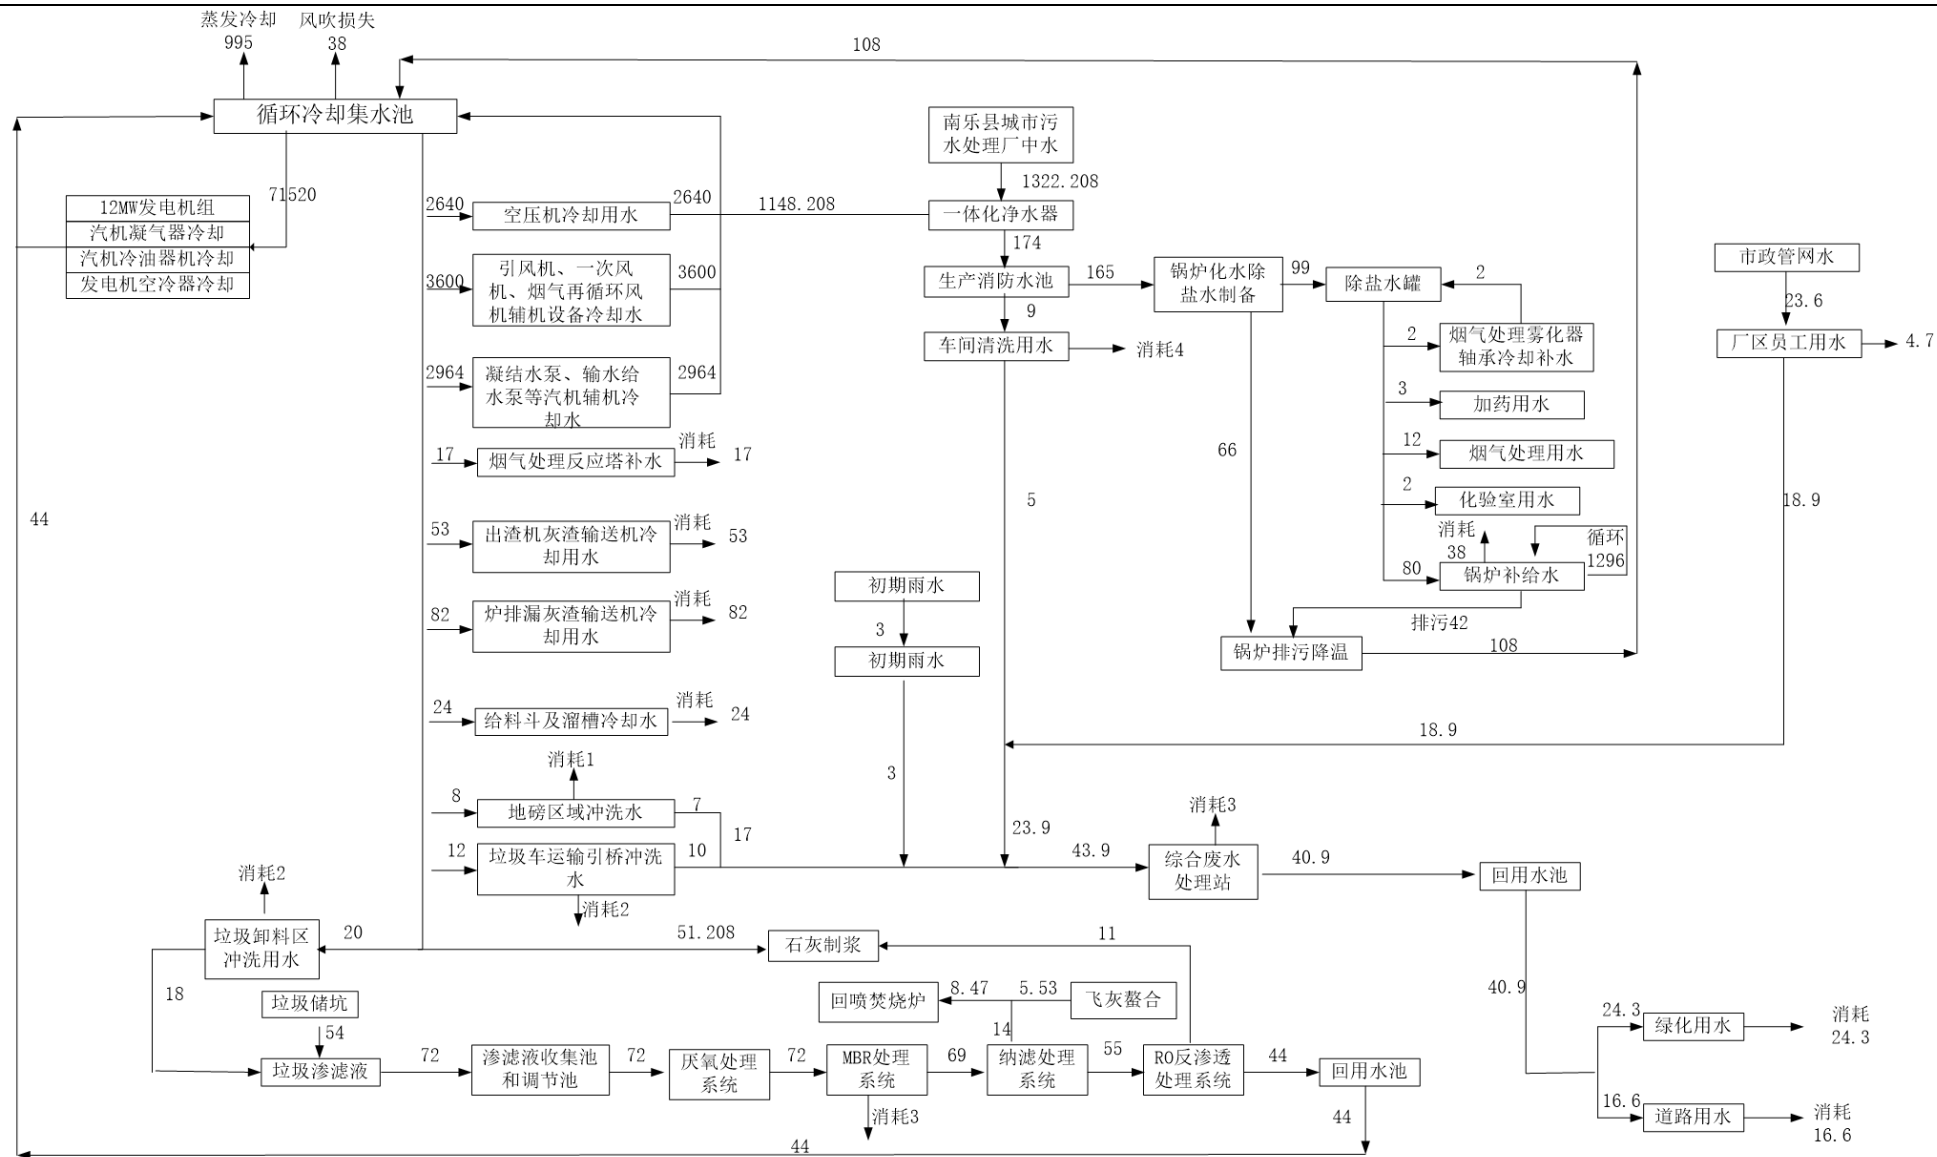 蒸发冷却
995
风吹损失
38
108
循环冷却集水池
71520
12MW发电机组
汽机凝气器冷却
汽机冷油器机冷却
发电机空冷器冷却
44
2640
空压机冷却用水
2640
1148.208
3600
引风机、一次风
机、烟气再循环风
机辅机设备冷却水
3600
2964
凝结水泵、输水给
水泵等汽机辅机冷
却水
2964
17
烟气处理反应塔补水
消耗
17
53
出渣机灰渣输送机冷
却用水
消耗
53
82
炉排漏灰渣输送机冷
却用水
消耗
82
24
给料斗及溜槽冷却水
消耗
24
消耗1
8
地磅区域冲洗水
7
17
12
垃圾车运输引桥冲洗
水
10
消耗2
南乐县城市污
水处理厂中水
1322.208
一体化净水器
174
生产消防水池
165
9
车间清洗用水
消耗4
5
锅炉化水除
盐水制备
99
除盐水罐
2
66
2
烟气处理雾化器
轴承冷却补水
3
加药用水
12
烟气处理用水
2
化验室用水
消耗
38
循环
1296
80
锅炉补给水
排污42
锅炉排污降温
108
市政管网水
23.6
厂区员工用水
4.7
18.9
18.9
初期雨水
3
初期雨水
3
23.9
43.9
消耗3
综合废水
处理站
40.9
回用水池
40.9
24.3
绿化用水
消耗
24.3
16.6
道路用水
消耗
16.6
消耗2
垃圾卸料区
冲洗用水
20
51.208
石灰制浆
11
18
垃圾储坑
54
垃圾渗滤液
72
渗滤液收集池
和调节池
72
厌氧处理
系统
72
MBR处理
系统
消耗3
69
纳滤处理
系统
14
回喷焚烧炉
8.47
5.53
飞灰螯合
55
RO反渗透
处理系统
44
回用水池
44
44